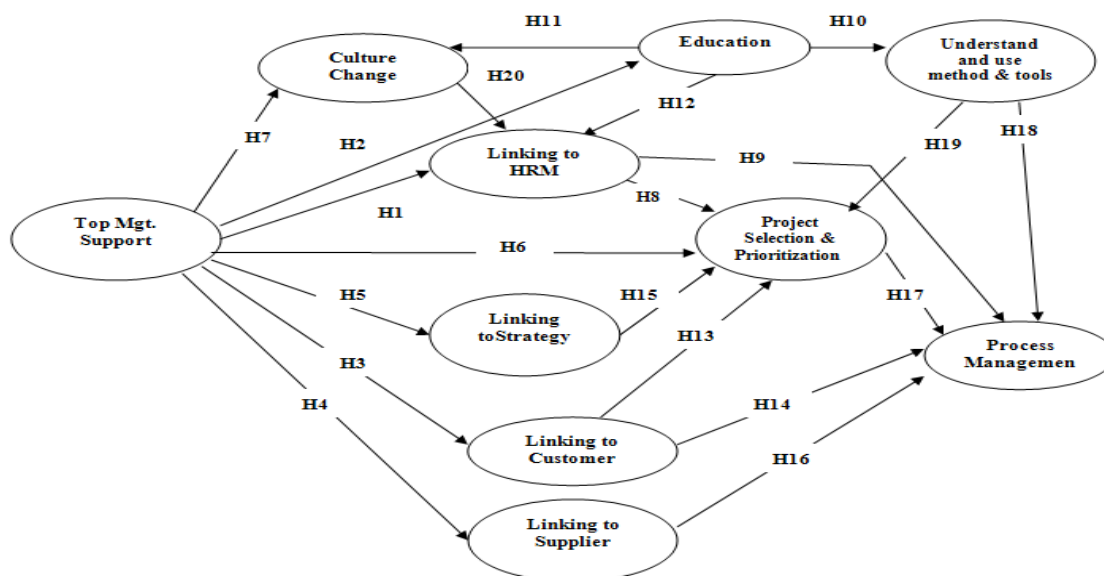 H11
H10
Education
Understand
and use
method & tools
Culture
Change
H20
H12
H7
H2
H18
H19
Linking to
HRM
H9
H8
H1
Top Mgt.
Support
Project
Selection &
Prioritization
H6
H5
H15
H17
Linking
toStrategy
H13
Process
Managemen
H3
H4
H14
Linking to
Customer
H16
Linking to
Supplier